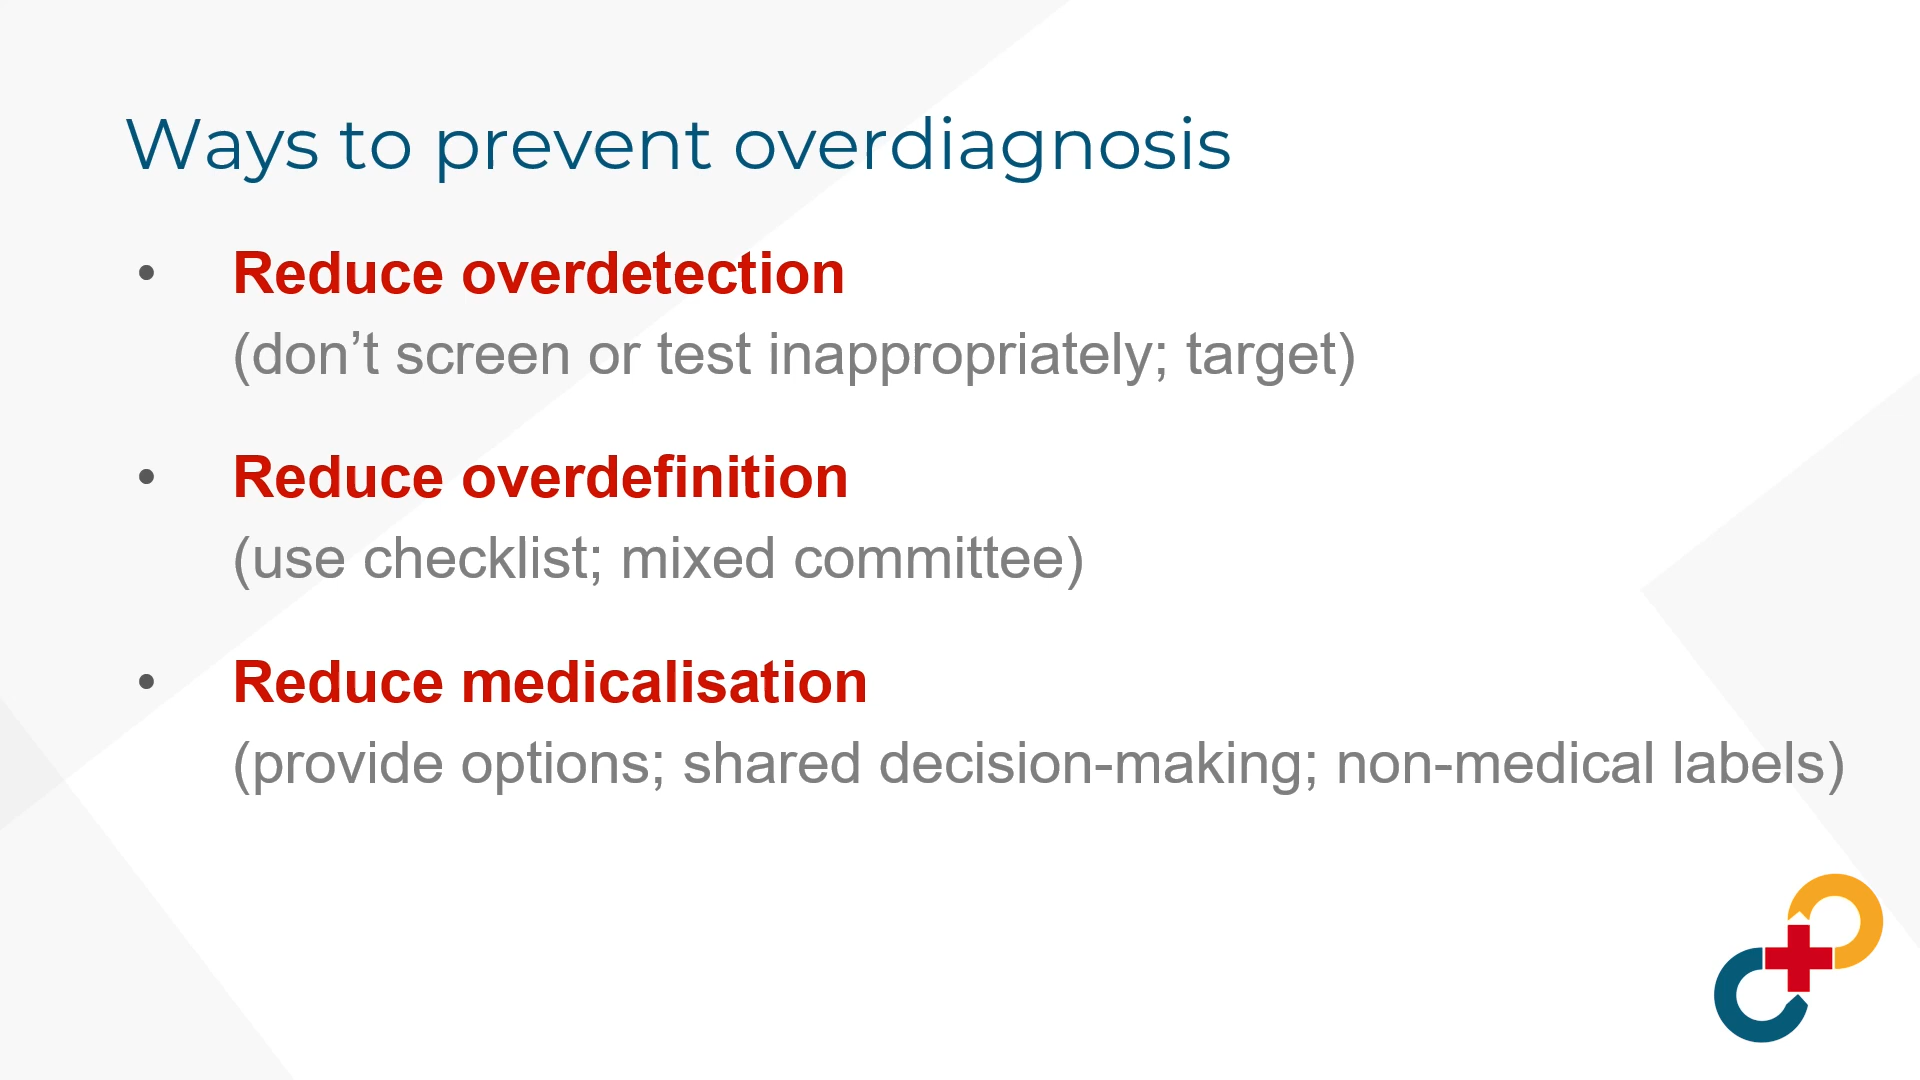 Ways to prevent overdiagnosis
• Reduce overdetection
(don’t screen or test inappropriately; target)
• Reduce overdefinition
(use checklist; mixed committee)
• Reduce medicalisation
(provide options; shared decision-making; non-medical labels)